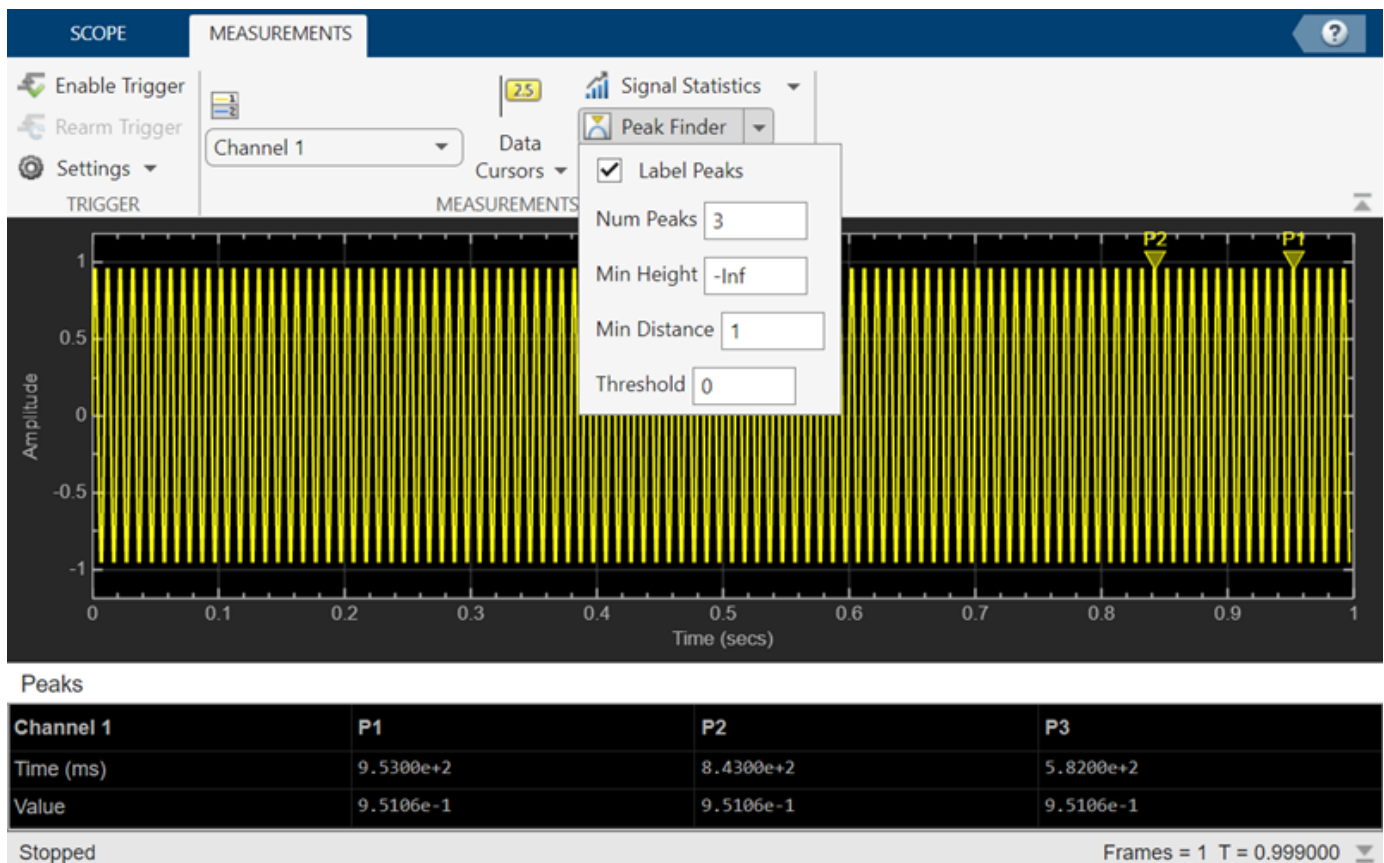 SCOPE MEASUREMENTS ?
Enable Trigger
Rearm Trigger
Settings
TRIGGER
1
2
Channel 1
2.5
Data
Cursors
Signal Statistics
Peak Finder
MEASUREMENTS
Label Peaks
Num Peaks 3
Min Height -Inf
Min Distance 1
Threshold 0
P2 P1
1
0.5
0
-0.5
-1
Amplitude
0 0.1 0.2 0.3 0.4 0.5 0.6 0.7 0.8 0.9 1
Time (secs)
Peaks
Channel 1 P1 P2 P3
Time (ms) 9.5300e+2 8.4300e+2 5.8200e+2
Value 9.5106e-1 9.5106e-1 9.5106e-1
Stopped Frames = 1 T = 0.999000